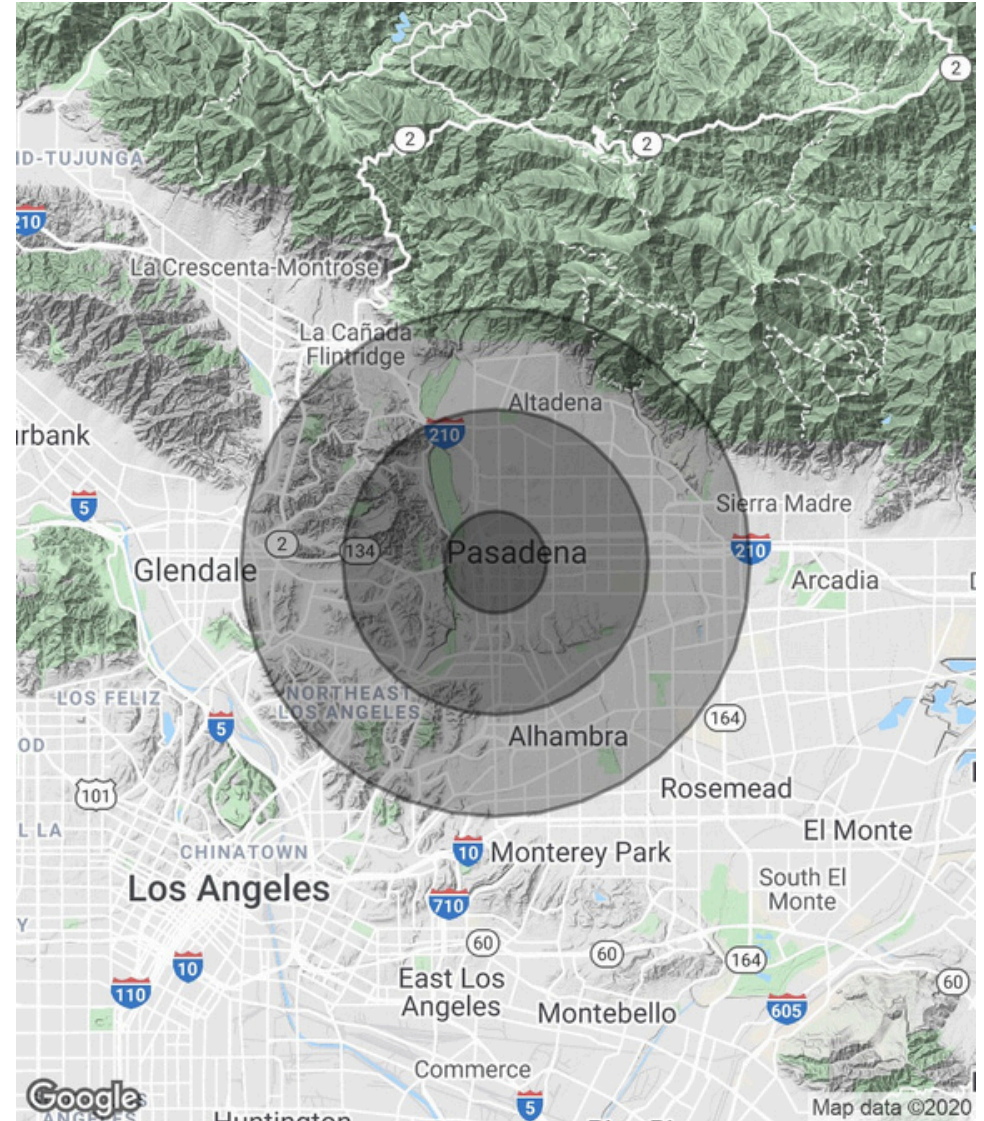 2
2
2
ID-TUJUNGA
210
La Crescenta-Montrose
La Cañada
Flintridge
Altadena
210
urbank
5
Sierra Madre
2
134
Pasadena
210
Glendale
Arcadia
LOS FELIZ
NORTHEAST
LOS ANGELES
164
5
Alhambra
OD
101
Rosemead
L LA
El Monte
CHINATOWN
10
Monterey Park
Los Angeles
South El
Monte
710
Y
60
60
164
10
East Los
Angeles
60
110
Montebello
605
Commerce
Google
5
Map data ©2020
ANGELES
Huntington